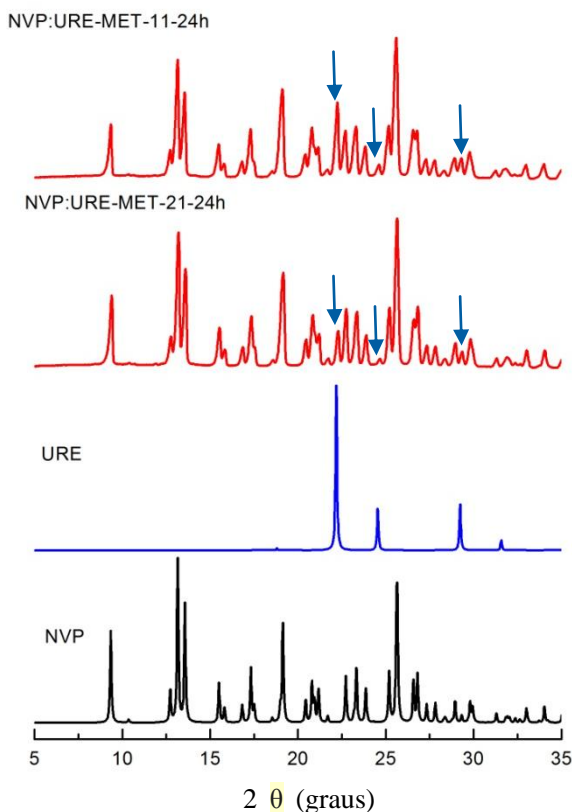 NVP:URE-MET-11-24h
NVP:URE-MET-21-24h
URE
NVP
5 10 15 20 25 30 35
2 θ (graus)